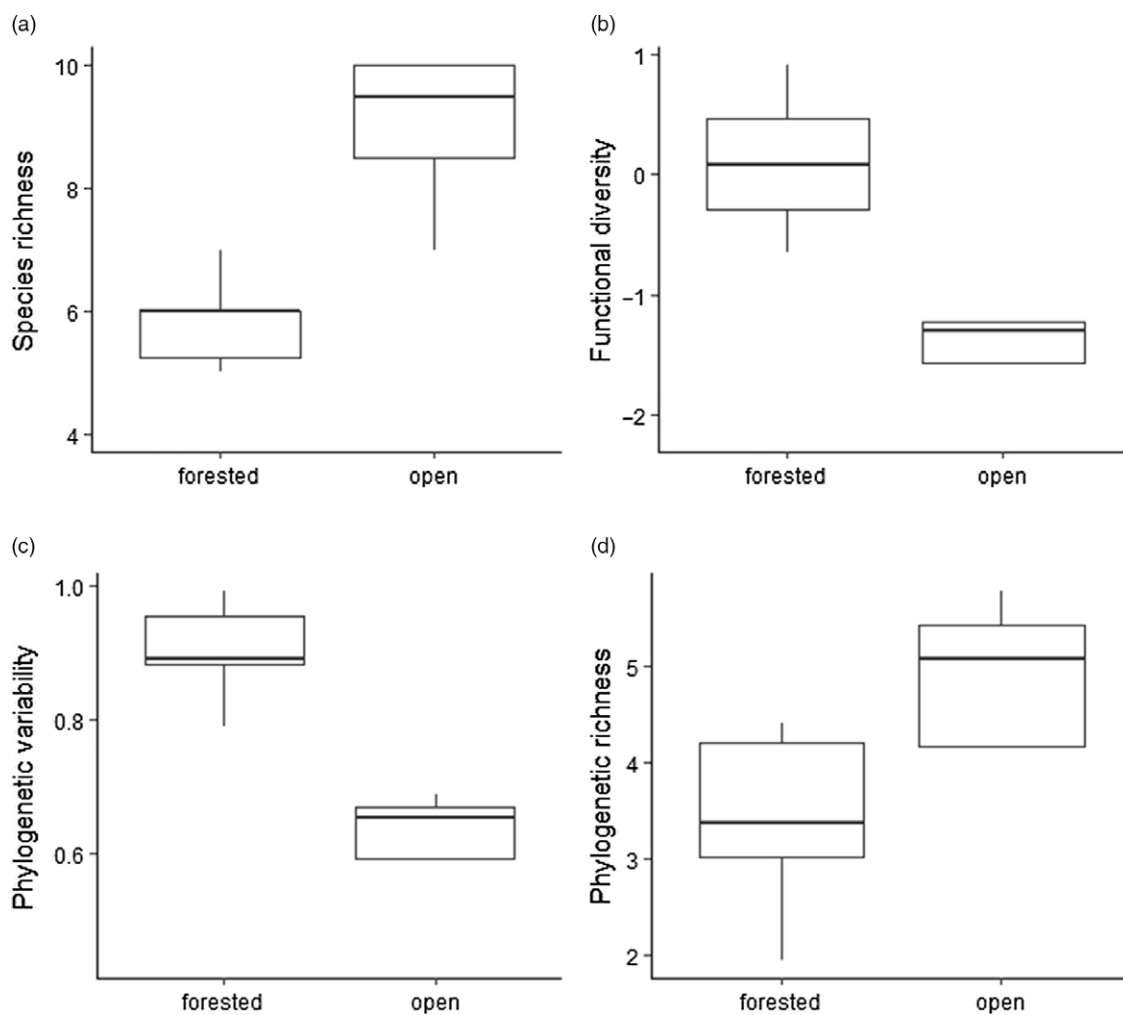 (a)
Species richness
10
8
6
4
forested open
(b)
Functional diversity
1
0
−1
−2
forested open
(c)
Phylogenetic variability
1.0
0.8
0.6
forested open
(d)
Phylogenetic richness
5
4
3
2
forested open